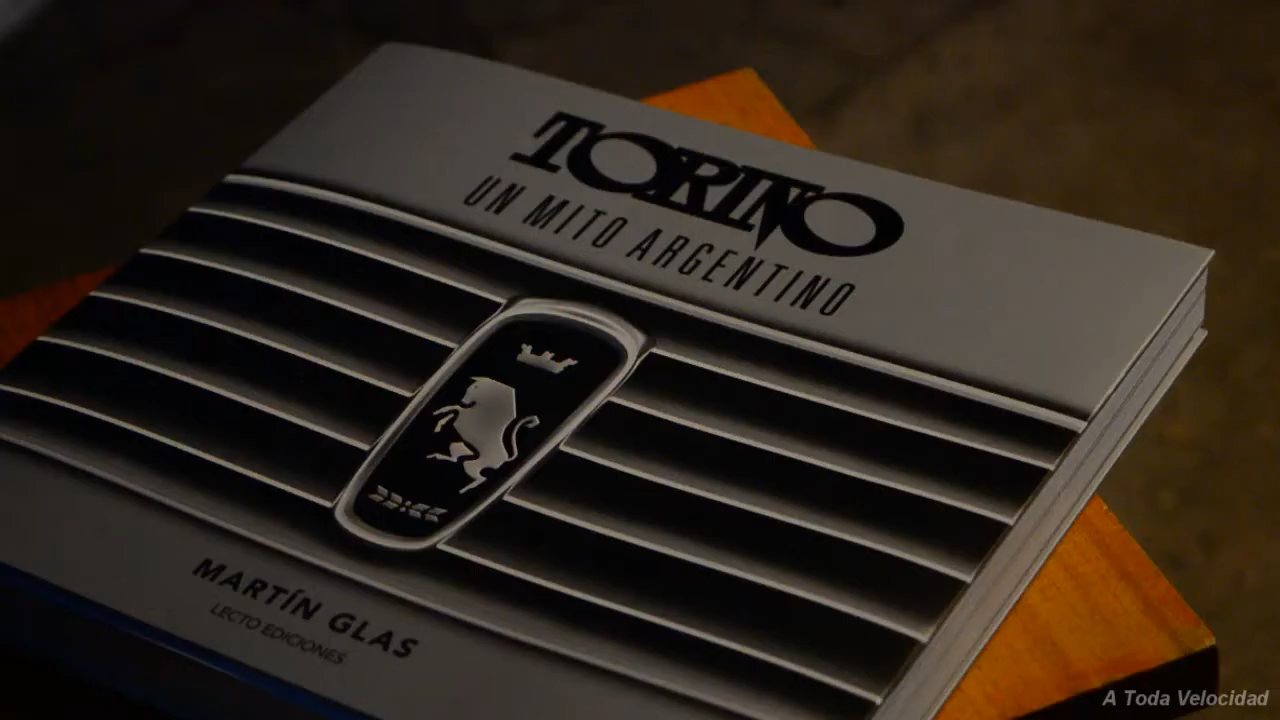 TORINO
UN MITO ARGENTINO
MARTÍN GLAS
LECTO EDICIONES
A Toda Velocidad